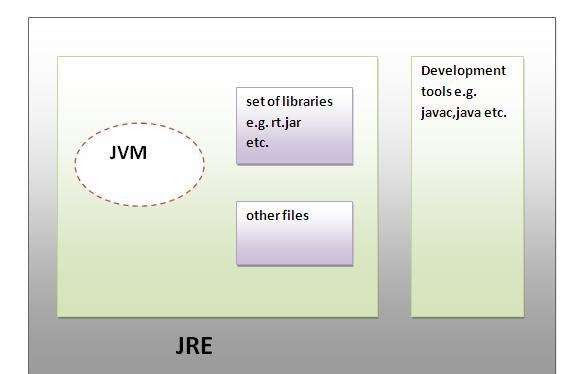 JVM
set of libraries
e.g. rt.jar
etc.
other files
Development
tools e.g.
javac,java etc.
JRE